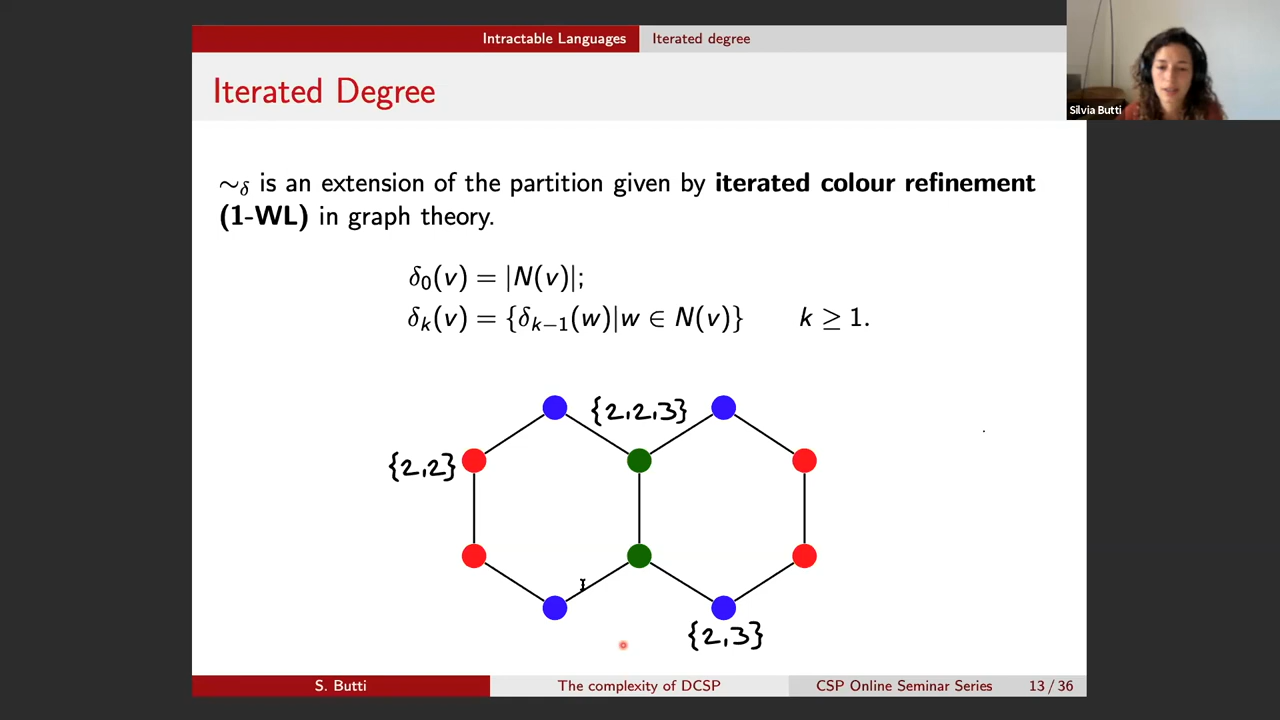 Intractable Languages Iterated degree
Iterated Degree
Silvia Butti
∼δ is an extension of the partition given by iterated colour refinement
(1-WL) in graph theory.
δ₀(v) = |N(v)|;
δₖ(v) = {δₖ₋₁(w)|w ∈ N(v)} k ≥ 1.
{2,2,3}
{2,2}
{2,3}
S. Butti The complexity of DCSP CSP Online Seminar Series 13 / 36